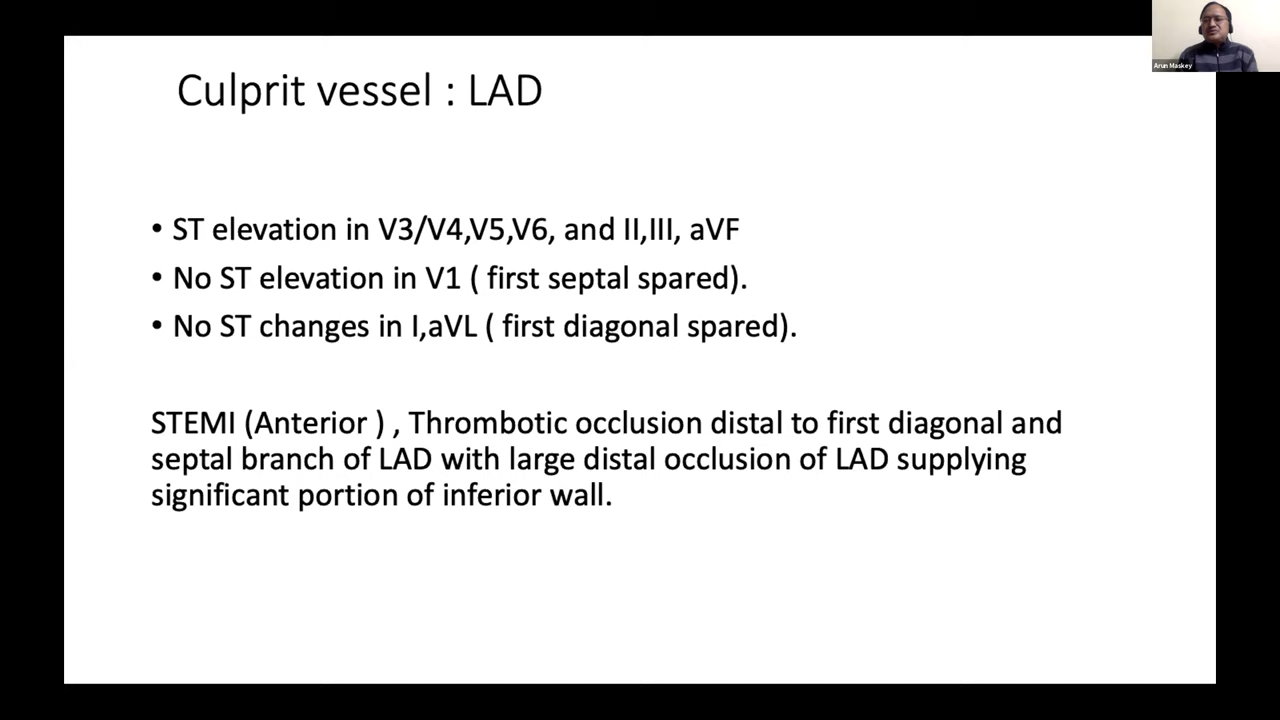 Culprit vessel : LAD
Arun Maskey
• ST elevation in V3/V4,V5,V6, and II,III, aVF
• No ST elevation in V1 ( first septal spared).
• No ST changes in I,aVL ( first diagonal spared).
STEMI (Anterior ) , Thrombotic occlusion distal to first diagonal and
septal branch of LAD with large distal occlusion of LAD supplying
significant portion of inferior wall.